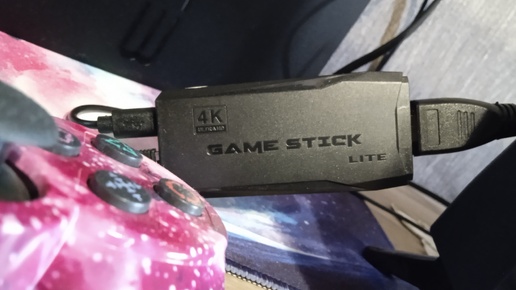 4K
ULTRA HD
GAME STICK
LITE